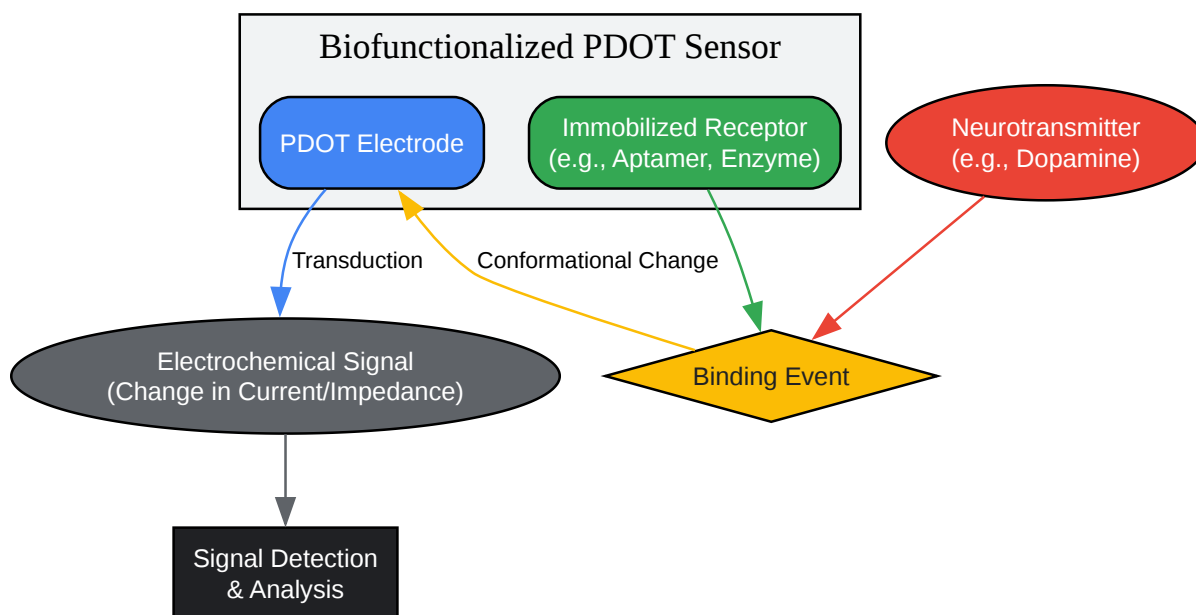 Biofunctionalized PDOT Sensor
PDOT Electrode
Immobilized Receptor
(e.g., Aptamer, Enzyme)
Neurotransmitter
(e.g., Dopamine)
Transduction
Conformational Change
Electrochemical Signal
(Change in Current/Impedance)
Binding Event
Signal Detection
& Analysis